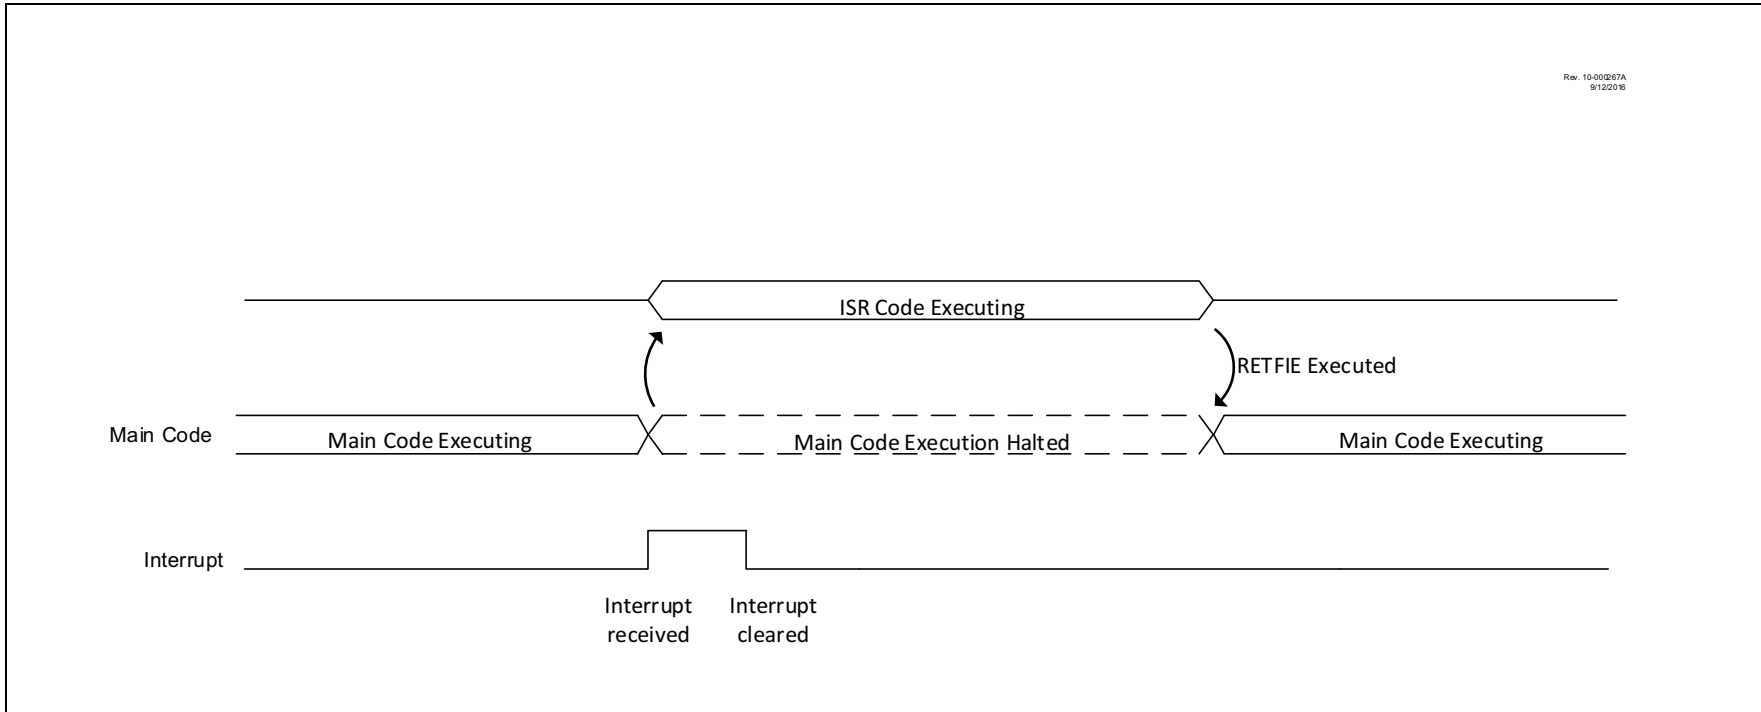 Rev. 10-000267A
9/12/2016
ISR Code Executing
RETFIE Executed
Main Code
Main Code Executing
Main Code Execution Halted
Main Code Executing
Interrupt
Interrupt
received
Interrupt
cleared